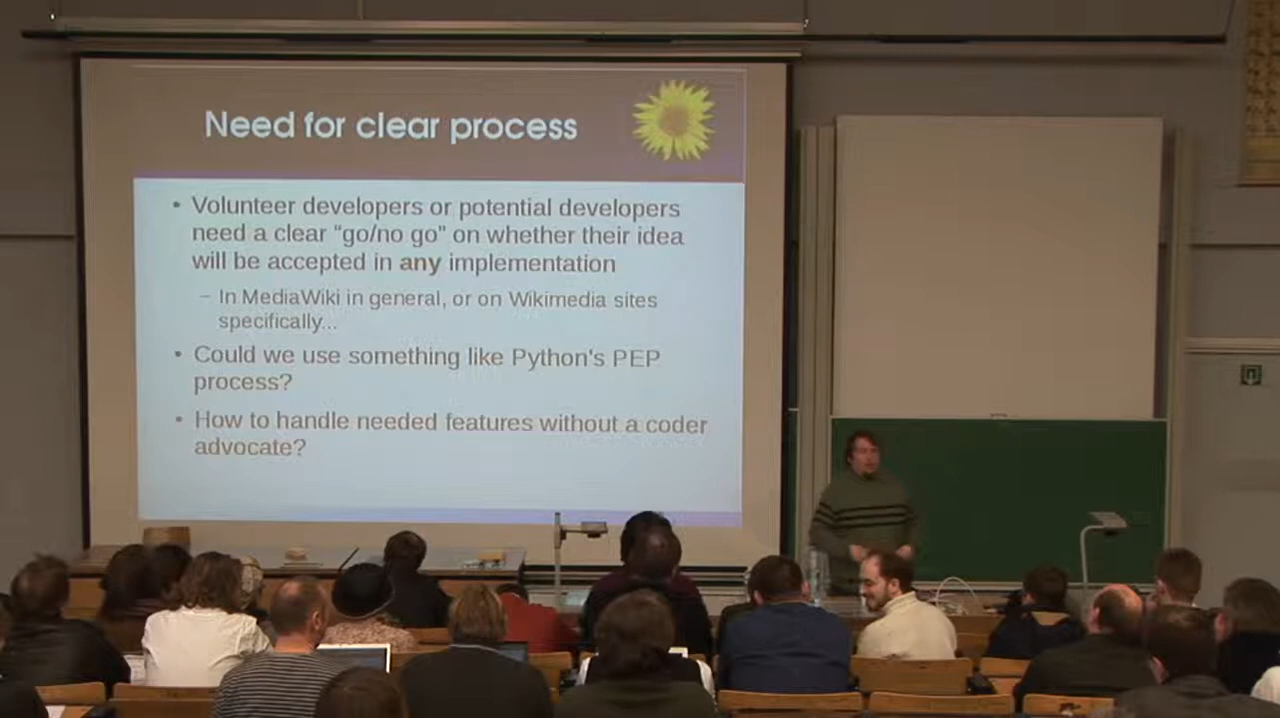 Need for clear process
• Volunteer developers or potential developers
need a clear “go/no go” on whether their idea
will be accepted in any implementation
– In MediaWiki in general, or on Wikimedia sites
specifically...
• Could we use something like Python's PEP
process?
• How to handle needed features without a coder
advocate?